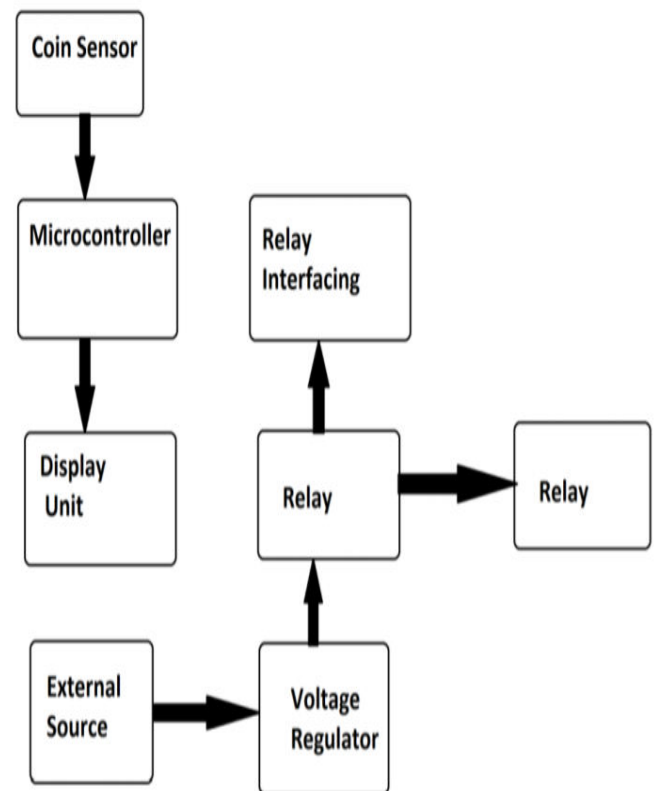 Coin Sensor
Microcontroller
Relay
Interfacing
Display
Unit
Relay
Relay
External
Source
Voltage
Regulator